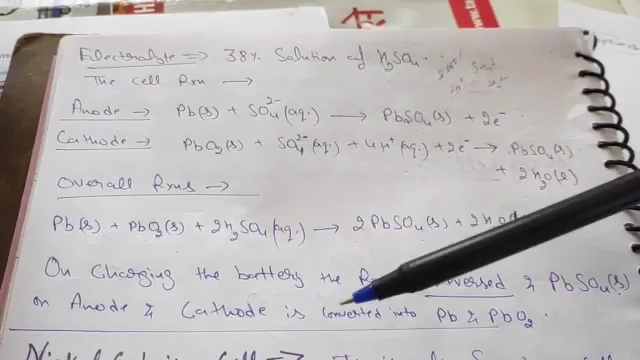 Electrolyte ⇒ 38% Solution of H2SO4.
The cell Rxn →
Anode → Pb(s) + SO4^2-(aq.) → PbSO4(s) + 2e-
Cathode → PbO2(s) + SO4^2-(aq.) + 4H+(aq.) + 2e- → PbSO4(s)
+ 2H2O(l)
Overall Rxns →
Pb(s) + PbO2(s) + 2H2SO4(aq.) → 2PbSO4(s) + 2H2O
On Charging the battery the & PbSO4(s)
on Anode & Cathode is converted into Pb & PbO2.